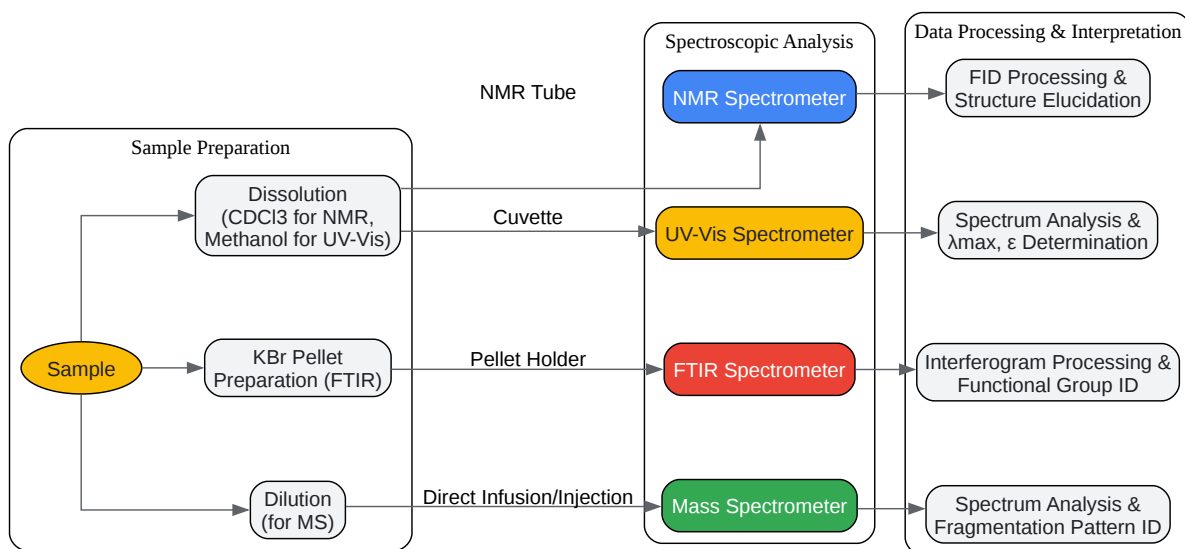 Spectroscopic Analysis
Data Processing & Interpretation
NMR Tube
NMR Spectrometer
FID Processing &
Structure Elucidation
Sample Preparation
Dissolution
(CDCl3 for NMR,
Methanol for UV-Vis)
Cuvette
UV-Vis Spectrometer
Spectrum Analysis &
λmax, ε Determination
Sample
KBr Pellet
Preparation (FTIR)
Pellet Holder
FTIR Spectrometer
Interferogram Processing &
Functional Group ID
Dilution
(for MS)
Direct Infusion/Injection
Mass Spectrometer
Spectrum Analysis &
Fragmentation Pattern ID